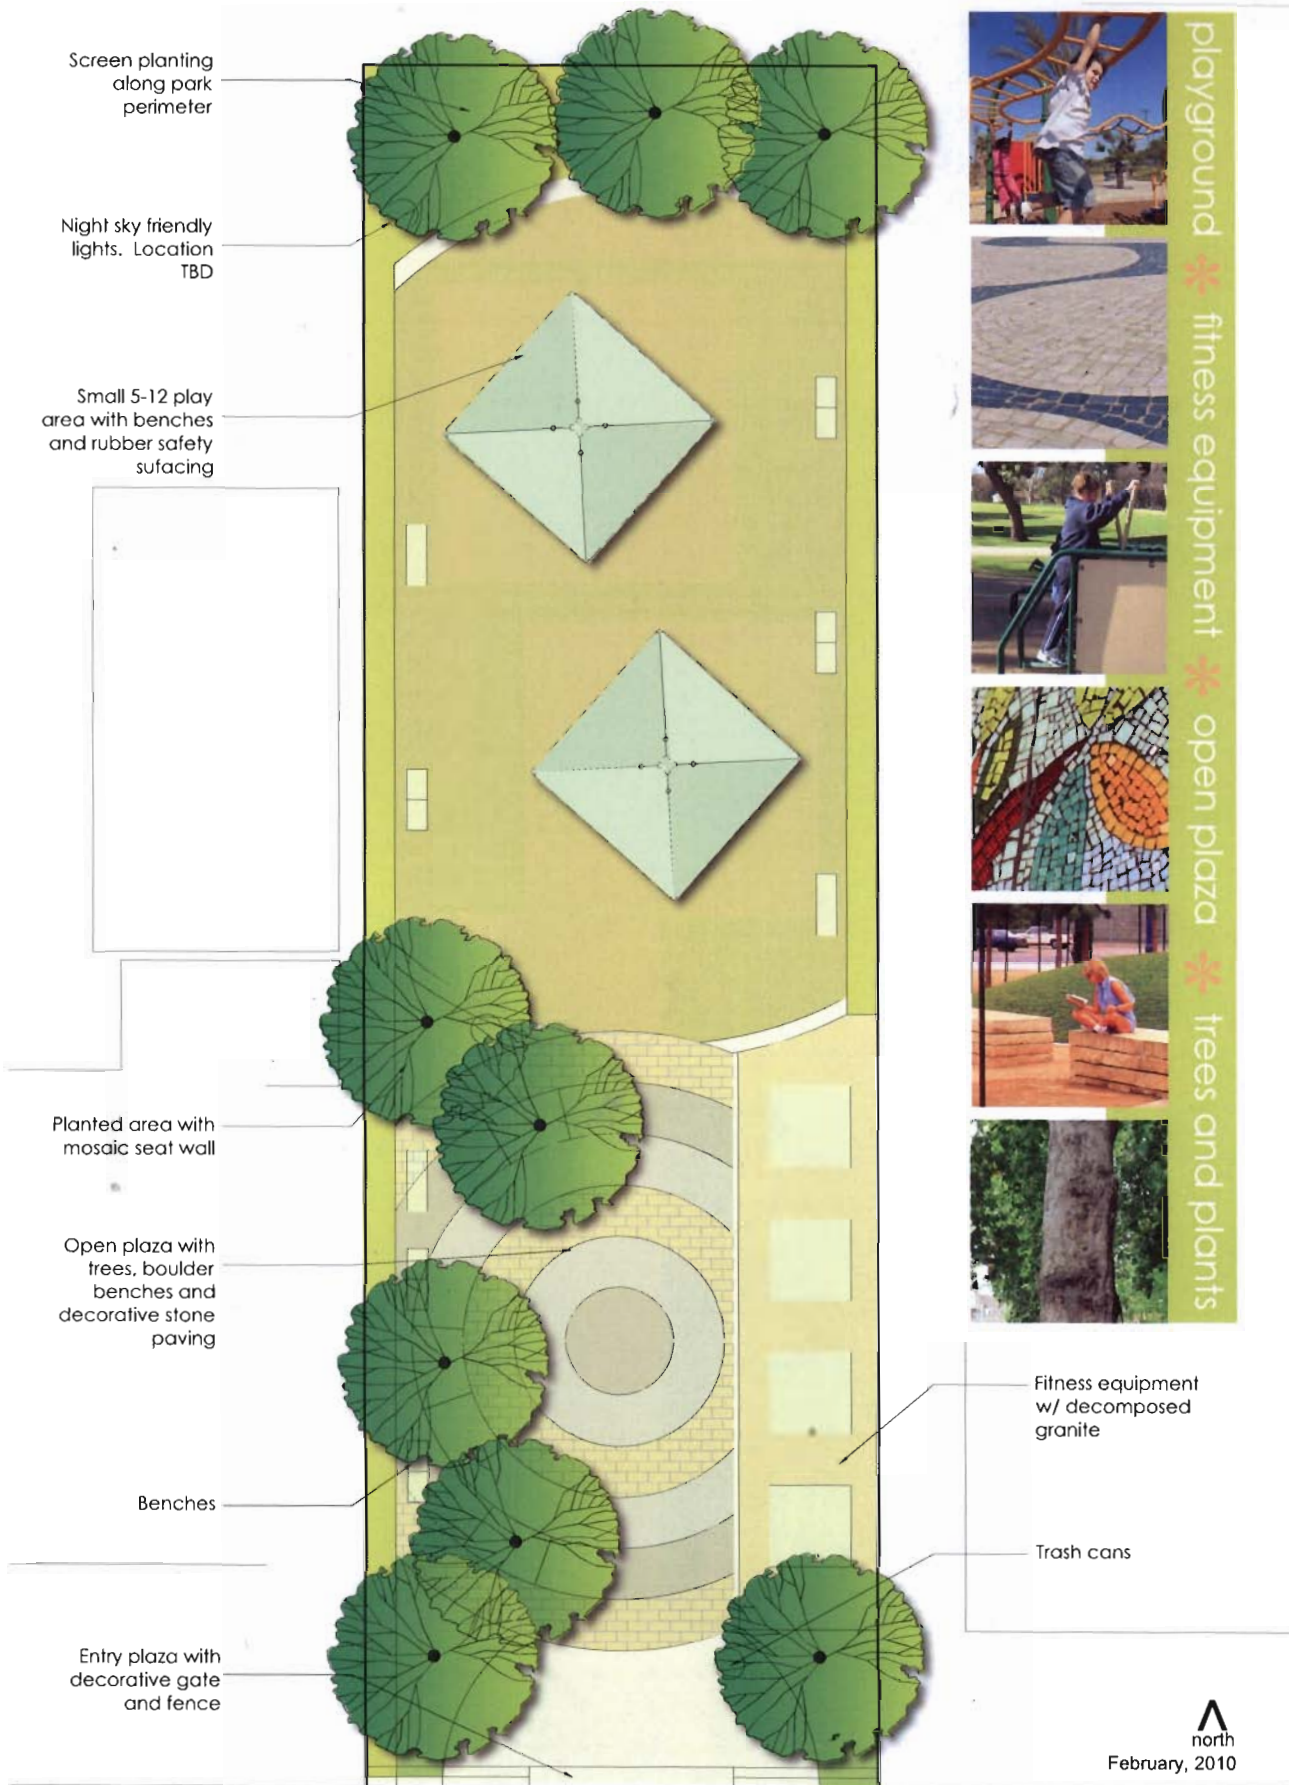 Screen planting
along park
perimeter
Night sky friendly
lights. Location
TBD
Small 5-12 play
area with benches
and rubber safety
sufacing
Planted area with
mosaic seat wall
Open plaza with
trees, boulder
benches and
decorative stone
paving
Benches
Entry plaza with
decorative gate
and fence
playground * fitness equipment * open plaza * trees and plants
Fitness equipment
w/ decomposed
granite
Trash cans
north
February, 2010